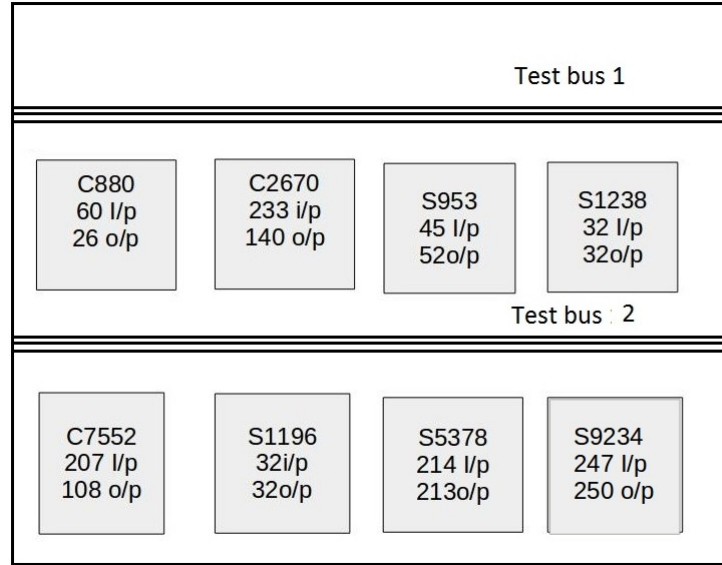 Test bus 1
C880
60 I/p
26 o/p
C2670
233 i/p
140 o/p
S953
45 I/p
52o/p
S1238
32 I/p
32o/p
Test bus : 2
C7552
207 I/p
108 o/p
S1196
32i/p
32o/p
S5378
214 I/p
213o/p
S9234
247 I/p
250 o/p